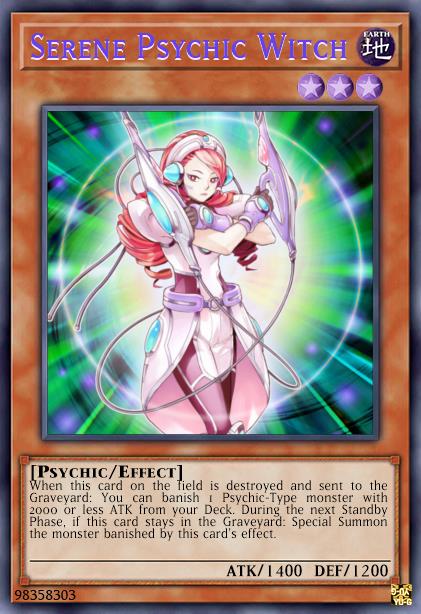 SERENE PSYCHIC WITCH
EARTH
地
[PSYCHIC/EFFECT]
When this card on the field is destroyed and sent to the
Graveyard: You can banish 1 Psychic-Type monster with
2000 or less ATK from your Deck. During the next Standby
Phase, if this card stays in the Graveyard: Special Summon
the monster banished by this card's effect.
ATK/1400 DEF/1200
98358303